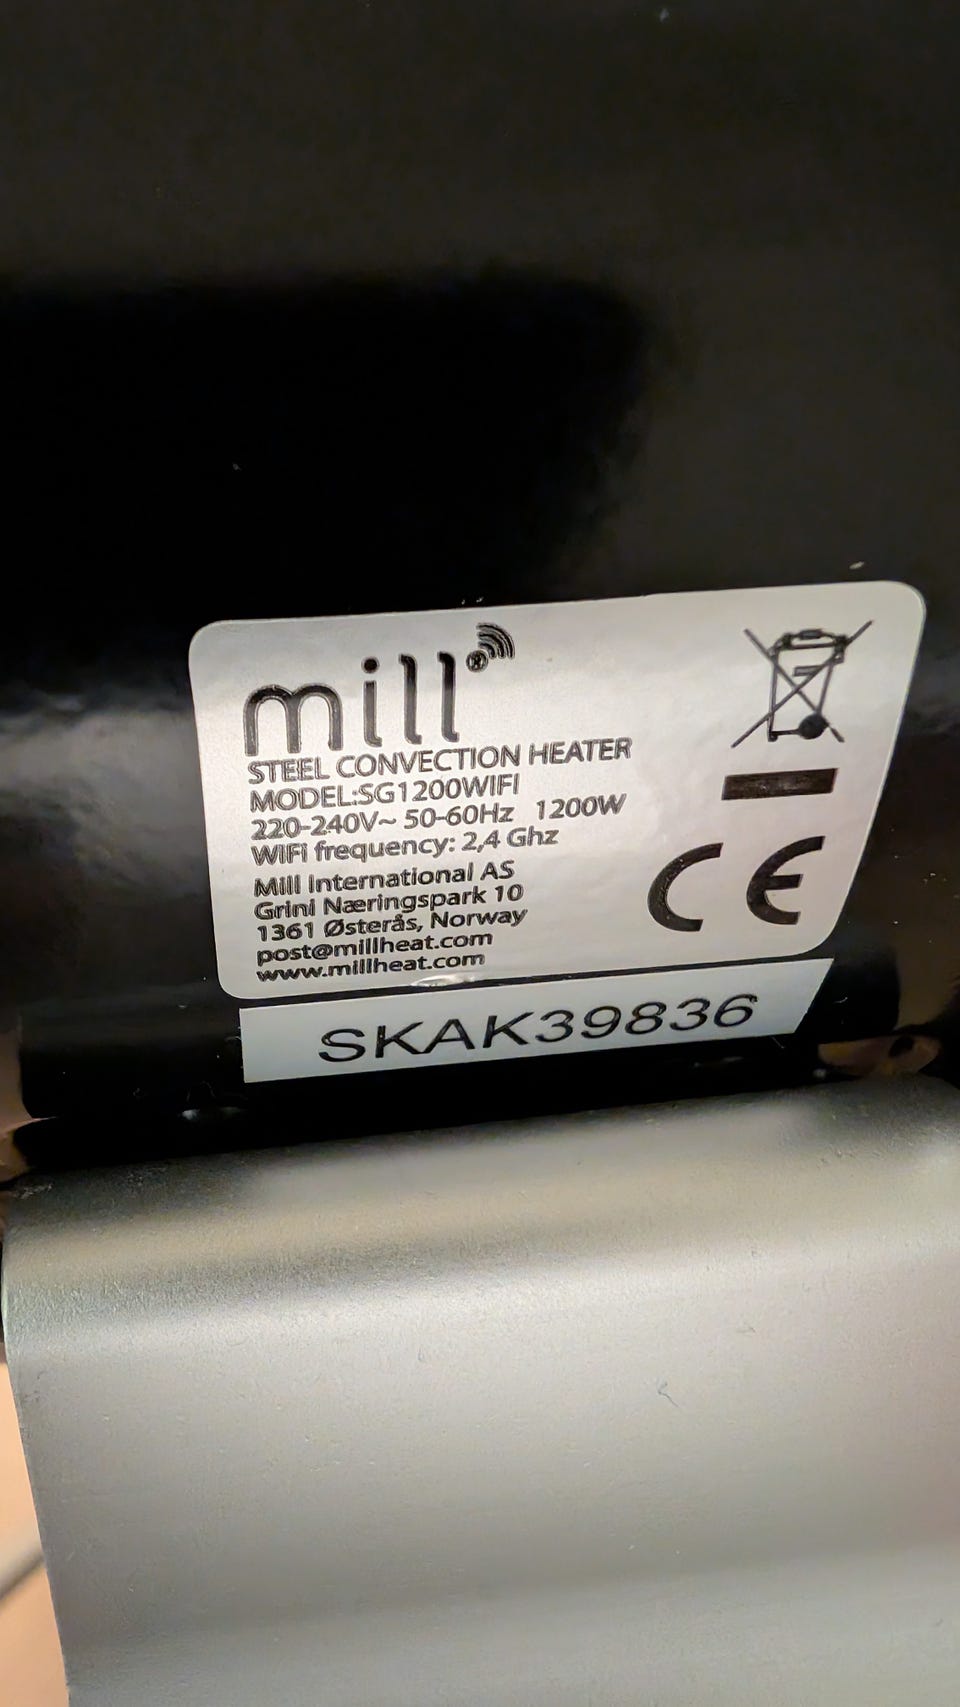 mill®
STEEL CONVECTION HEATER
MODEL:SG1200WIFI
220-240V~ 50-60Hz 1200W
WiFi frequency: 2,4 Ghz
Mill International AS
Grini Næringspark 10
1361 Østerås, Norway
post@millheat.com
www.millheat.com
CE
SKAK39836